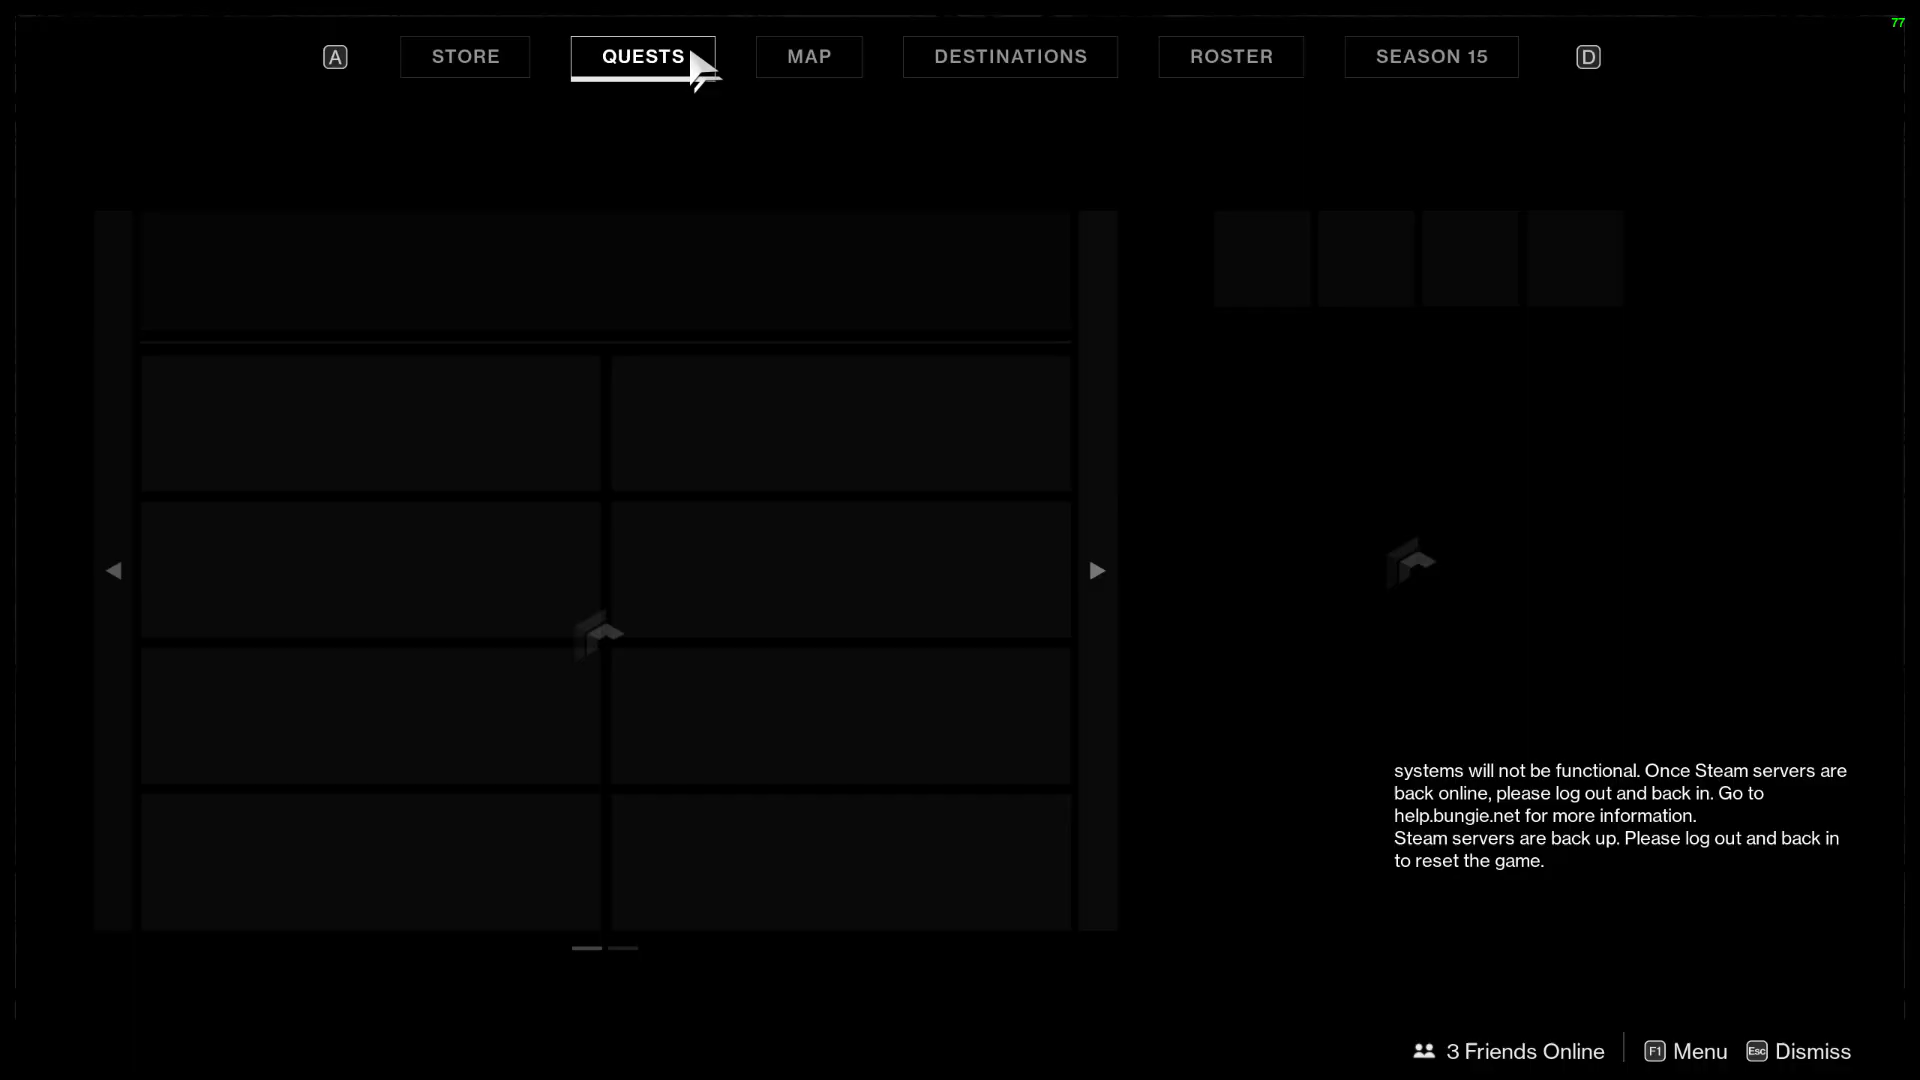 77
A STORE QUESTS MAP DESTINATIONS ROSTER SEASON 15 D
systems will not be functional. Once Steam servers are
back online, please log out and back in. Go to
help.bungie.net for more information.
Steam servers are back up. Please log out and back in
to reset the game.
3 Friends Online F1 Menu Esc Dismiss